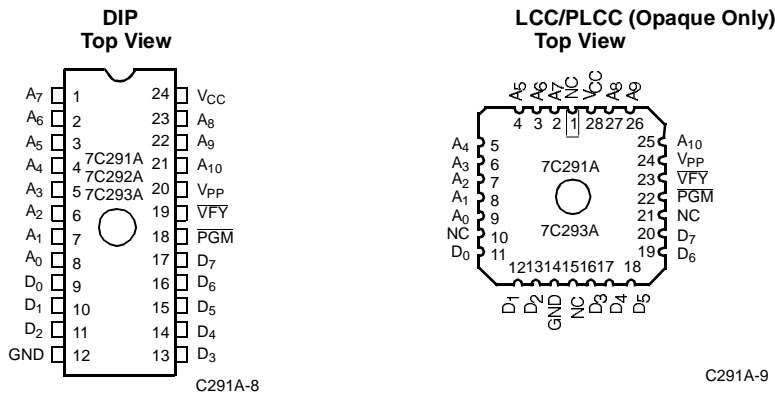 DIP
Top View
A7 1 24 VCC
A6 2 23 A8
A5 3 22 A9
A4 4 7C291A 21 A10
7C292A
A3 5 7C293A 20 VPP
A2 6 19 VFY
A1 7 18 PGM
A0 8 17 D7
D0 9 16 D6
D1 10 15 D5
D2 11 14 D4
GND 12 13 D3
C291A-8
LCC/PLCC (Opaque Only)
Top View
A5 A6 A7 NC VCC A8 A9
4 3 2 1 28 27 26
A4 5 25 A10
A3 6 7C291A 24 VPP
A2 7 23 VFY
A1 8 22 PGM
A0 9 7C293A 21 NC
NC 10 20 D7
D0 11 19 D6
12 13 14 15 16 17 18
D1 D2 GND NC D3 D4 D5
C291A-9